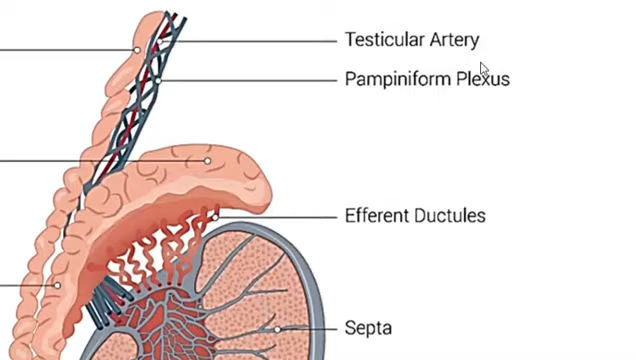 Testicular Artery
Pampiniform Plexus
Efferent Ductules
Septa